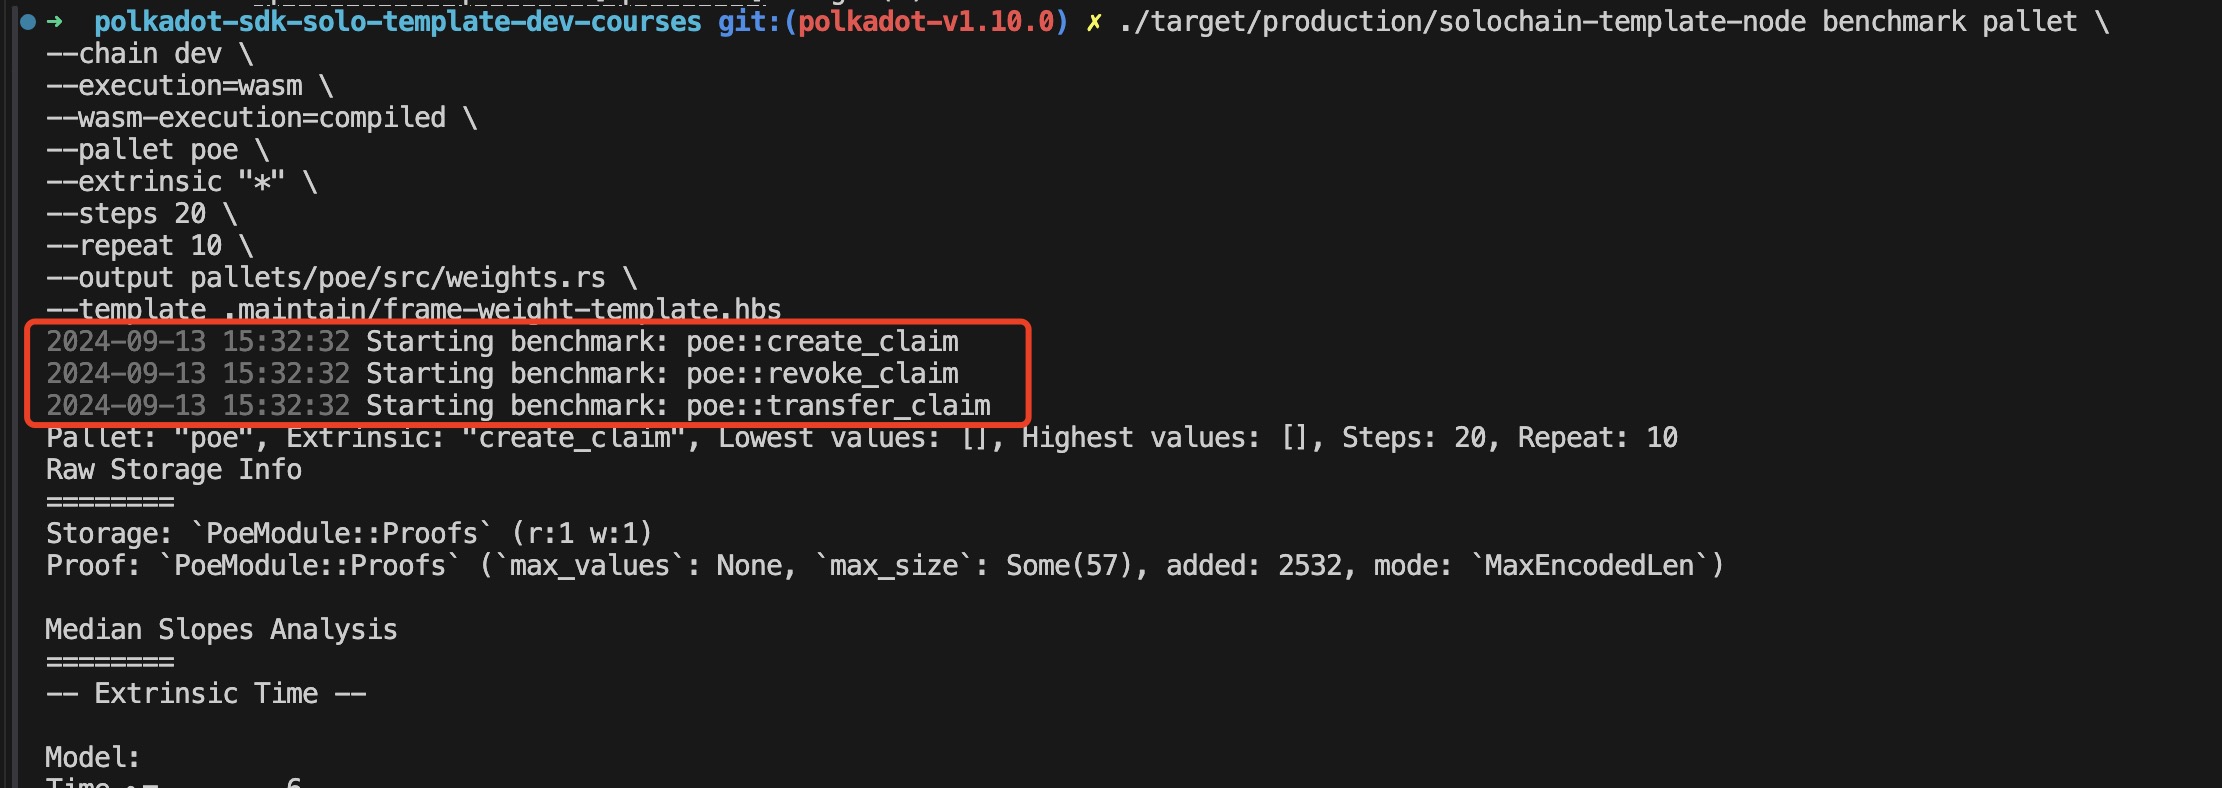 ➜ polkadot-sdk-solo-template-dev-courses git:(polkadot-v1.10.0) ✗ ./target/production/solochain-template-node benchmark pallet \
--chain dev \
--execution=wasm \
--wasm-execution=compiled \
--pallet poe \
--extrinsic "*" \
--steps 20 \
--repeat 10 \
--output pallets/poe/src/weights.rs \
--template .maintain/frame-weight-template.hbs
2024-09-13 15:32:32 Starting benchmark: poe::create_claim
2024-09-13 15:32:32 Starting benchmark: poe::revoke_claim
2024-09-13 15:32:32 Starting benchmark: poe::transfer_claim
Pallet: "poe", Extrinsic: "create_claim", Lowest values: [], Highest values: [], Steps: 20, Repeat: 10
Raw Storage Info
========
Storage: `PoeModule::Proofs` (r:1 w:1)
Proof: `PoeModule::Proofs` (`max_values`: None, `max_size`: Some(57), added: 2532, mode: `MaxEncodedLen`)
Median Slopes Analysis
========
-- Extrinsic Time --
Model:
Time ~=